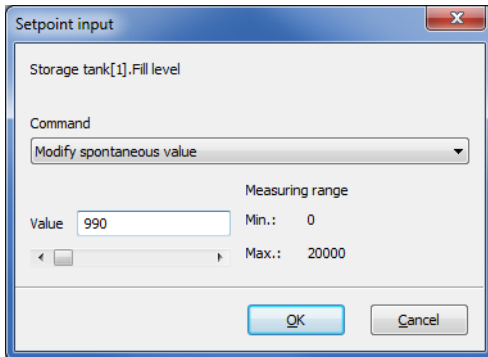 Setpoint input
Storage tank[1].Fill level
Command
Modify spontaneous value
Measuring range
Value 990 Min.: 0
Max.: 20000
OK Cancel